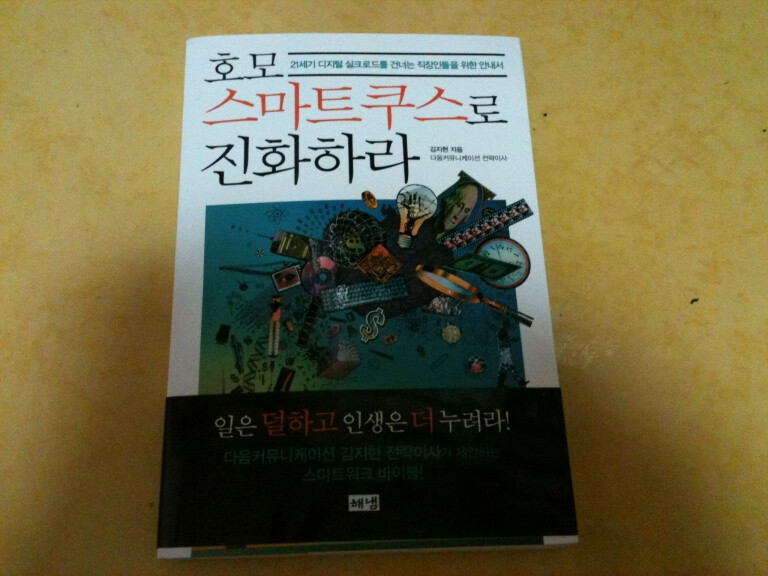 호모 21세기 디지털 실크로드를 건너는 직장인들을 위한 안내서
스마트쿠스로
진화하라
김지현 지음
다음커뮤니케이션 전략이사
일은 덜하고 인생은 더 누려라!
다음커뮤니케이션 김지현 전략이사가 제안하는
스마트워크 바이블!
해냄